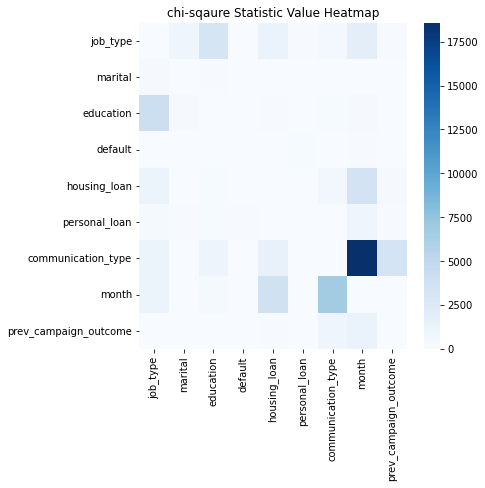 chi-sqaure Statistic Value Heatmap
job_type
marital
education
default
housing_loan
personal_loan
communication_type
month
prev_campaign_outcome
job_type
marital
education
default
housing_loan
personal_loan
communication_type
month
prev_campaign_outcome
17500
15000
12500
10000
7500
5000
2500
0